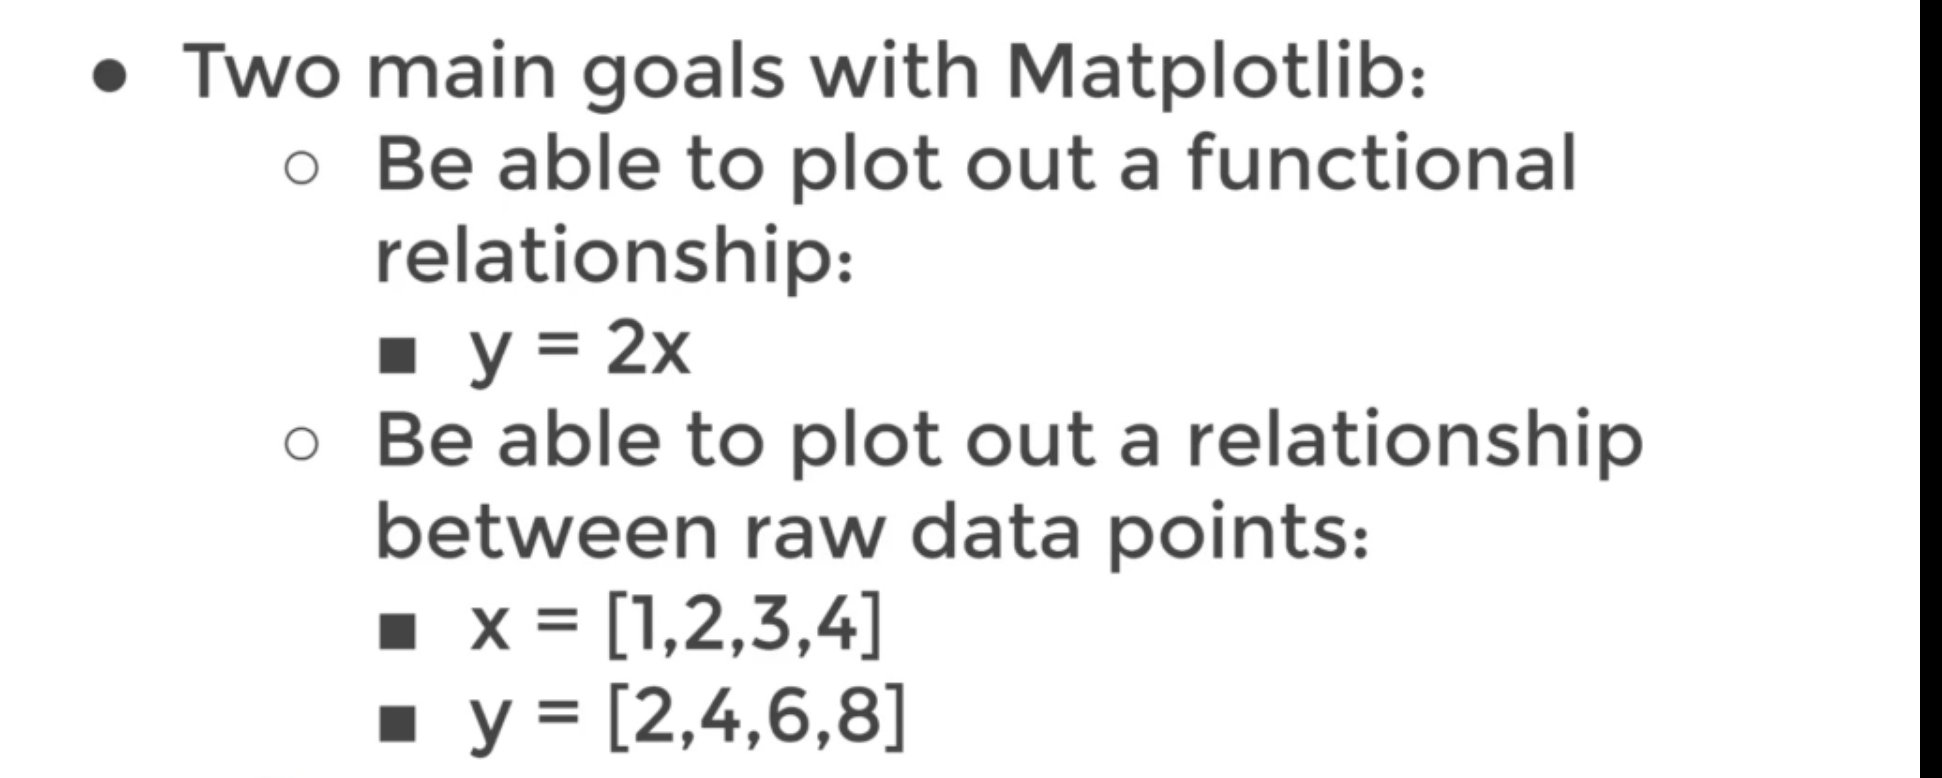 ● Two main goals with Matplotlib:
○ Be able to plot out a functional
relationship:
■ y = 2x
○ Be able to plot out a relationship
between raw data points:
■ x = [1,2,3,4]
■ y = [2,4,6,8]